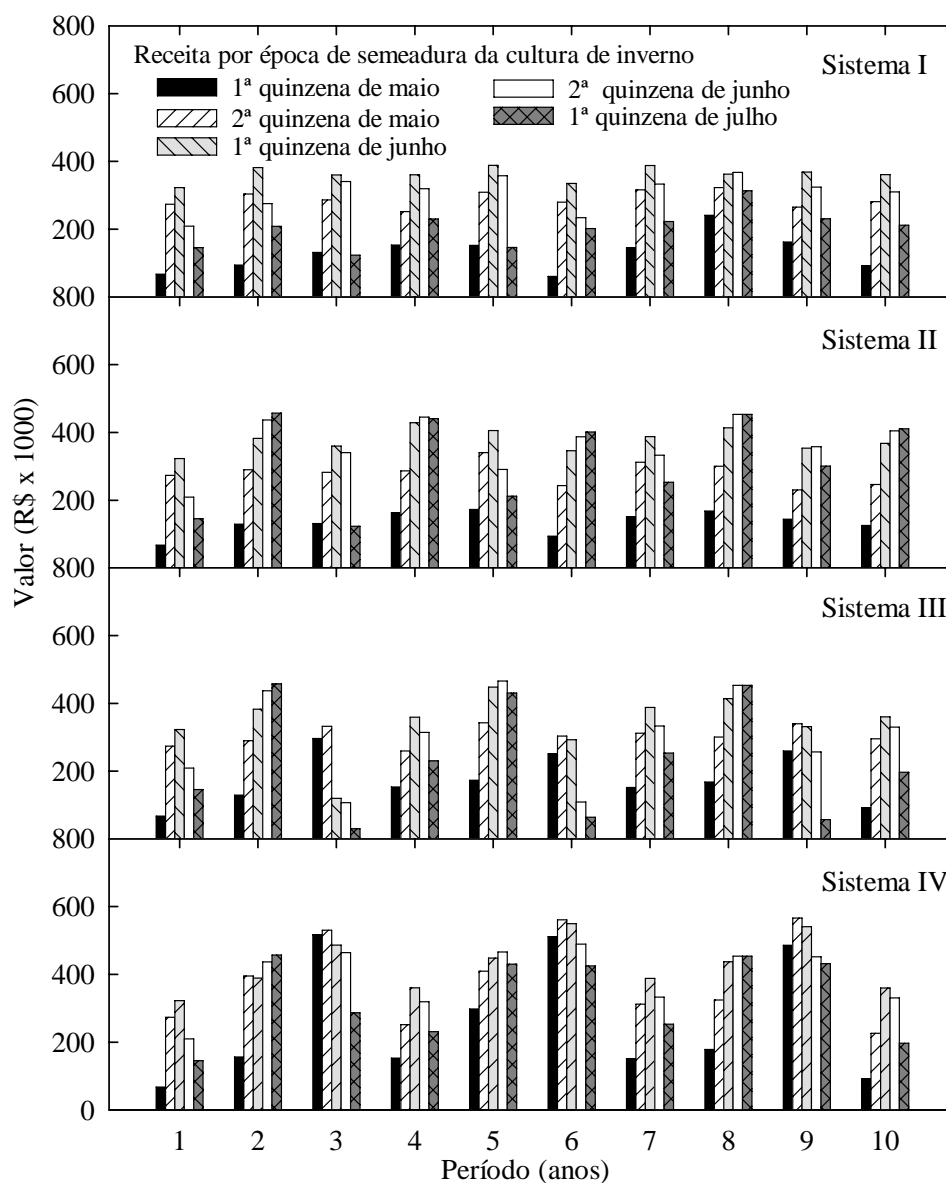 800
Receita por época de semeadura da cultura de inverno
Sistema I
1ª quinzena de maio
2ª quinzena de junho
600
2ª quinzena de maio
1ª quinzena de julho
1ª quinzena de junho
400
200
800
Sistema II
600
400
200
800
Sistema III
600
400
200
800
Sistema IV
600
400
200
0
Valor (R$ x 1000)
1 2 3 4 5 6 7 8 9 10
Período (anos)